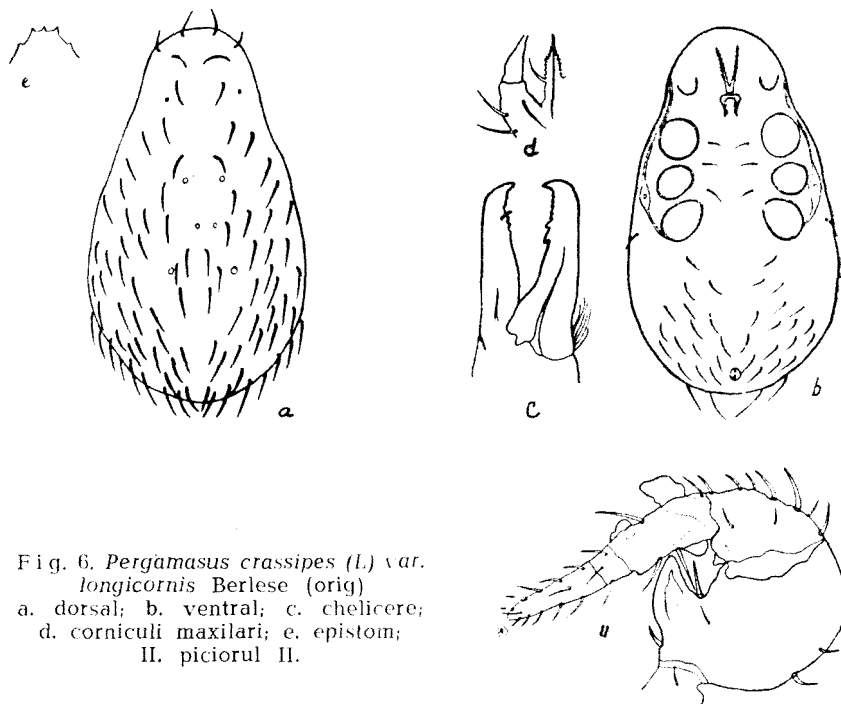 e
a
d
c
b
II
Fig. 6. Pergamasus crassipes (L) var.
longicornis Berlese (orig)
a. dorsal; b. ventral; c. chelicere;
d. corniculi maxilari; e. epistom;
II. piciorul II.